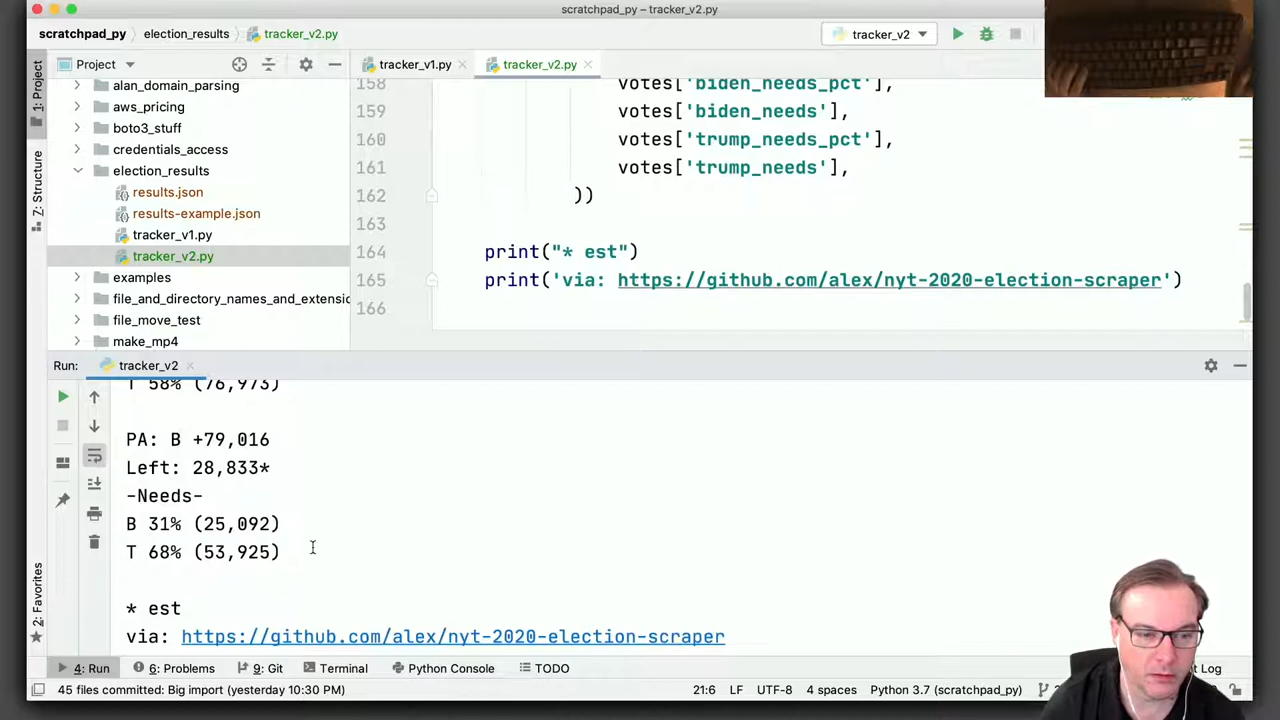 scratchpad_py – tracker_v2.py
scratchpad_py
election_results
tracker_v2.py
tracker_v2
1: Project
Project
tracker_v1.py
tracker_v2.py
alan_domain_parsing
aws_pricing
boto3_stuff
credentials_access
election_results
results.json
results-example.json
tracker_v1.py
tracker_v2.py
examples
file_and_directory_names_and_extensic
file_move_test
make_mp4
Z: Structure
158 votes['biden_needs_pct'],
159 votes['biden_needs'],
160 votes['trump_needs_pct'],
161 votes['trump_needs'],
162 ))
163
164 print("* est")
165 print('via: https://github.com/alex/nyt-2020-election-scraper')
166
Run: tracker_v2
T 58% (76,973)
PA: B +79,016
Left: 28,833*
-Needs-
B 31% (25,092)
T 68% (53,925)
* est
via: https://github.com/alex/nyt-2020-election-scraper
2: Favorites
4: Run
6: Problems
9: Git
Terminal
Python Console
TODO
t Log
45 files committed: Big import (yesterday 10:30 PM)
21:6 LF UTF-8 4 spaces Python 3.7 (scratchpad_py)